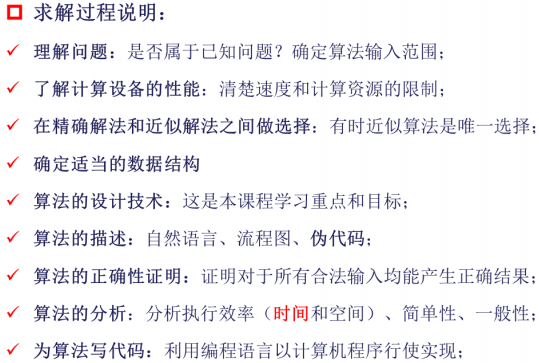 求解过程说明：
理解问题：是否属于已知问题？确定算法输入范围；
了解计算设备的性能：清楚速度和计算资源的限制；
在精确解法和近似解法之间做选择：有时近似算法是唯一选择；
确定适当的数据结构
算法的设计技术：这是本课程学习重点和目标；
算法的描述：自然语言、流程图、伪代码；
算法的正确性证明：证明对于所有合法输入均能产生正确结果；
算法的分析：分析执行效率（时间和空间）、简单性、一般性；
为算法写代码：利用编程语言以计算机程序行使实现；